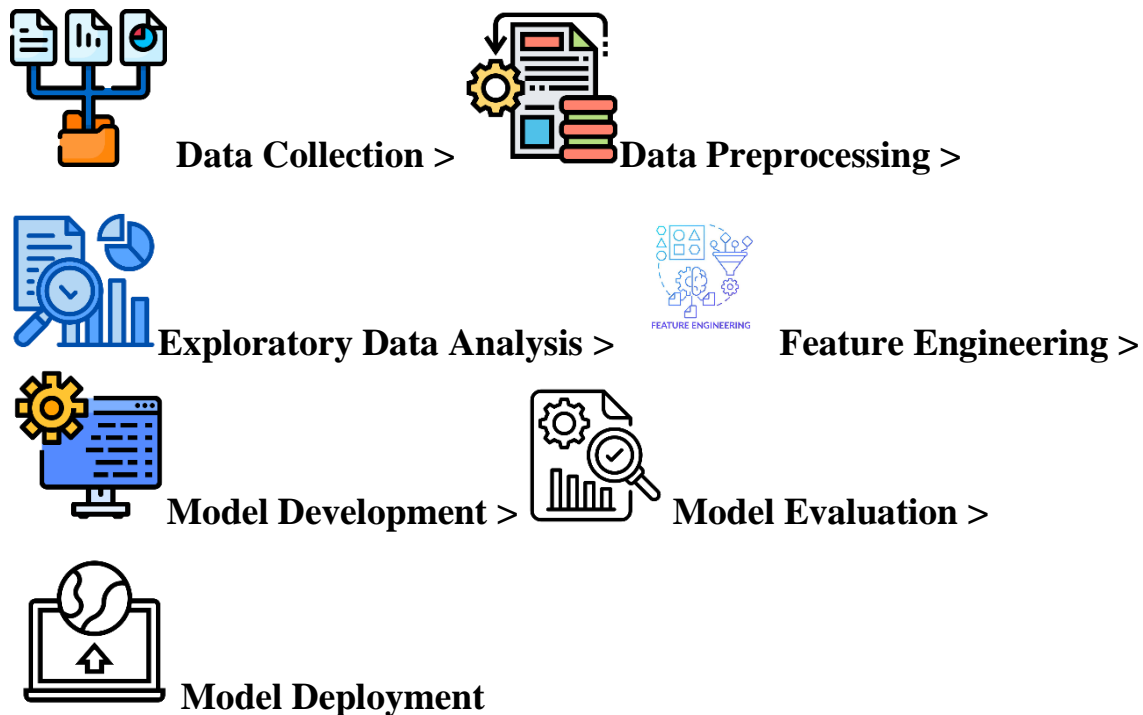 Data Collection > Data Preprocessing >
FEATURE ENGINEERING
Exploratory Data Analysis > Feature Engineering >
Model Development > Model Evaluation >
Model Deployment